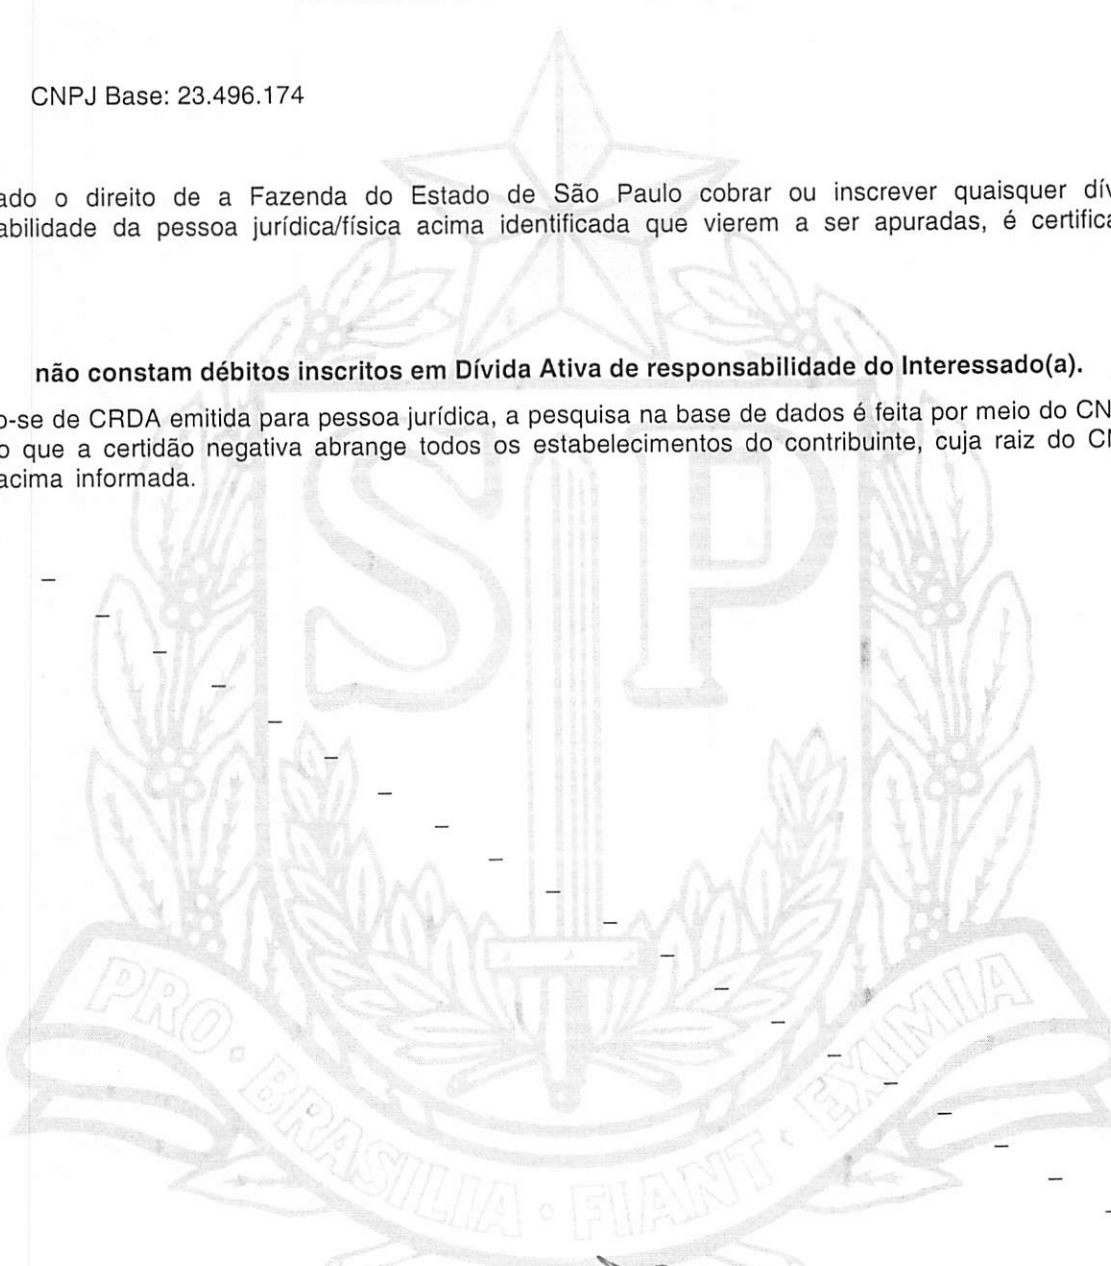 CNPJ Base: 23.496.174
ado o direito de a Fazenda do Estado de São Paulo cobrar ou inscrever quaisquer dív
abilidade da pessoa jurídica/física acima identificada que vierem a ser apuradas, é certifica
não constam débitos inscritos em Dívida Ativa de responsabilidade do Interessado(a).
o-se de CRDA emitida para pessoa jurídica, a pesquisa na base de dados é feita por meio do CN
o que a certidão negativa abrange todos os estabelecimentos do contribuinte, cuja raiz do CN
acima informada.
SP
PRO • BRASILIA • FIANT • EXIMIA